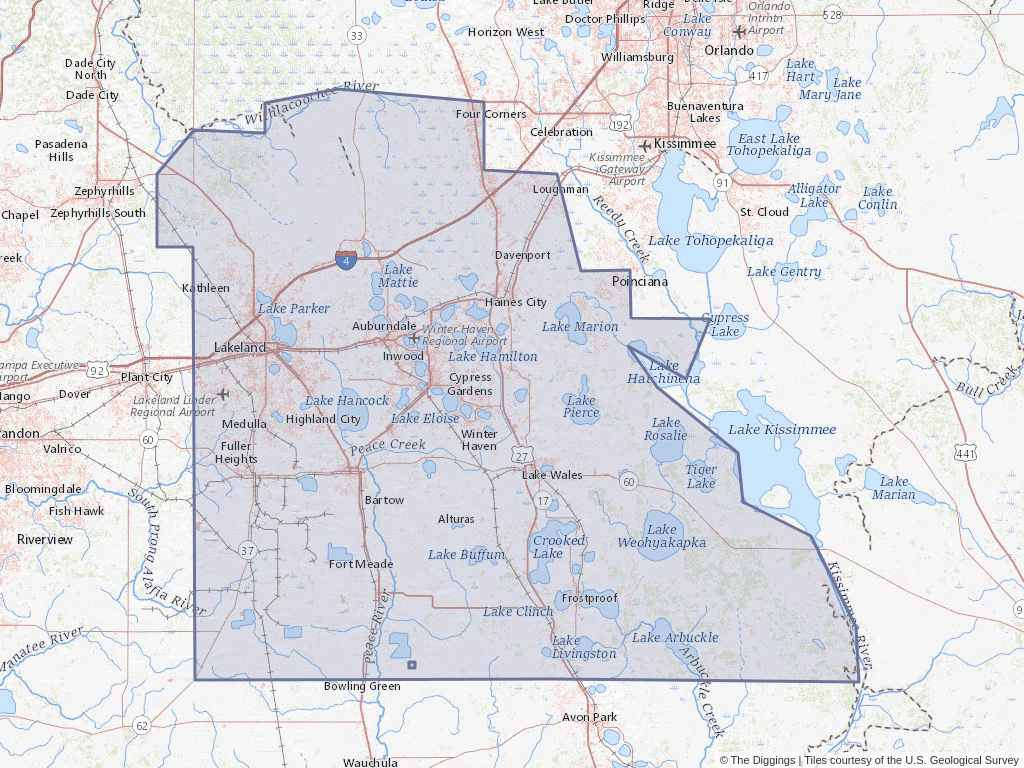 Lake Butler
Ridge
Doctor Phillips
Lake
Conway
Orlando
Intrntn.
Airport
528
33
Horizon West
Orlando
Williamsburg
Dade City
North
Dade City
417
Lake
Hart
Lake
Mary Jane
Withlacoochee River
Four Corners
Buenaventura
Lakes
192
Celebration
East Lake
Tohopekaliga
Pasadena
Hills
Kissimmee
Kissimmee
Gateway
Airport
91
Zephyrhills
Loughman
Alligator
Lake
Lake
Conlin
Chapel
Zephyrhills South
Reedy Creek
St. Cloud
Lake Tohopekaliga
reek
4
Davenport
Lake
Mattie
Lake Gentry
Kathleen
Poinciana
Lake Parker
Haines City
Auburndale
Winter Haven
Regional Airport
Lake Marion
Cypress
Lake
Lakeland
Inwood
Lake Hamilton
Lake
Hatchineha
ampa Executive
irport
92
Plant City
Cypress
Gardens
Bull Creek
lango
Dover
Lakeland Linder
Regional Airport
Lake Hancock
Lake
Pierce
Medulla
Highland City
Lake Eloise
Lake
Rosalie
Lake Kissimmee
randon
60
Fuller
Heights
Peace Creek
Winter
Haven
Valrico
27
441
Lake Wales
60
Tiger
Lake
Lake
Marian
Bloomingdale
Fish Hawk
South Prong Alafia River
Bartow
17
Alturas
Riverview
37
Lake Buffum
Crooked
Lake
Lake
Weohyakapka
Fort Meade
Kissimmee River
Frostproof
Peace River
Lake Clinch
9
Manatee River
Lake
Livingston
Lake Arbuckle
Arbuckle Creek
Bowling Green
62
Avon Park
Wauchula
© The Diggings | Tiles courtesy of the U.S. Geological Survey